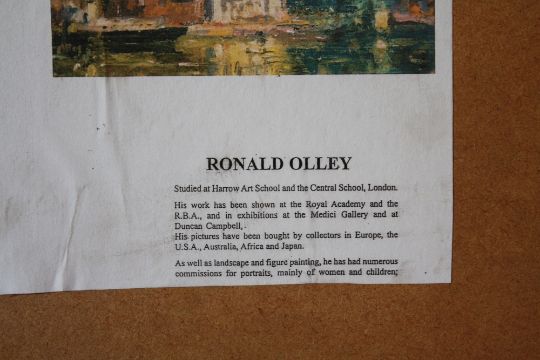 RONALD OLLEY
Studied at Harrow Art School and the Central School, London.
His work has been shown at the Royal Academy and the
R.B.A., and in exhibitions at the Medici Gallery and at
Duncan Campbell,.
His pictures have been bought by collectors in Europe, the
U.S.A., Australia, Africa and Japan.
As well as landscape and figure painting, he has had numerous
commissions for portraits, mainly of women and children;